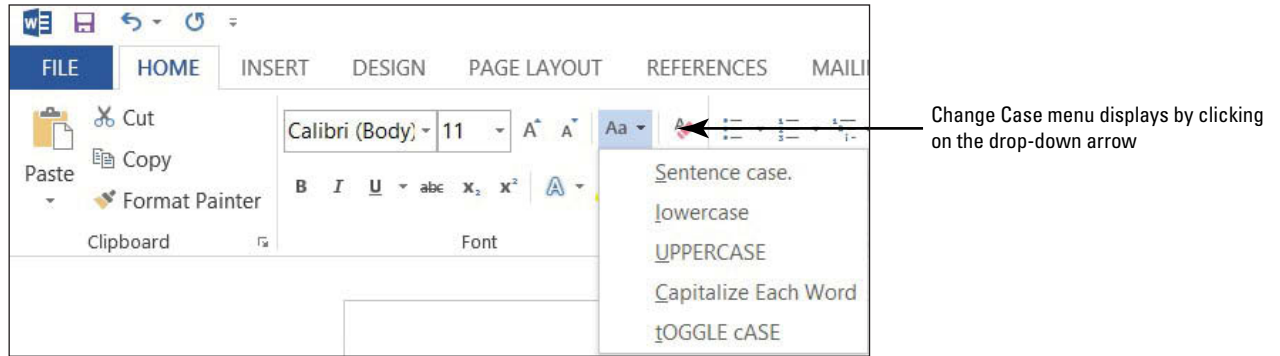 FILE HOME INSERT DESIGN PAGE LAYOUT REFERENCES MAILI
Cut
Copy
Paste
Format Painter
Clipboard
Calibri (Body) 11 A A Aa
B I U abc x₂ x² A
Font
Sentence case.
lowercase
UPPERCASE
Capitalize Each Word
tOGGLE cASE
Change Case menu displays by clicking
on the drop-down arrow